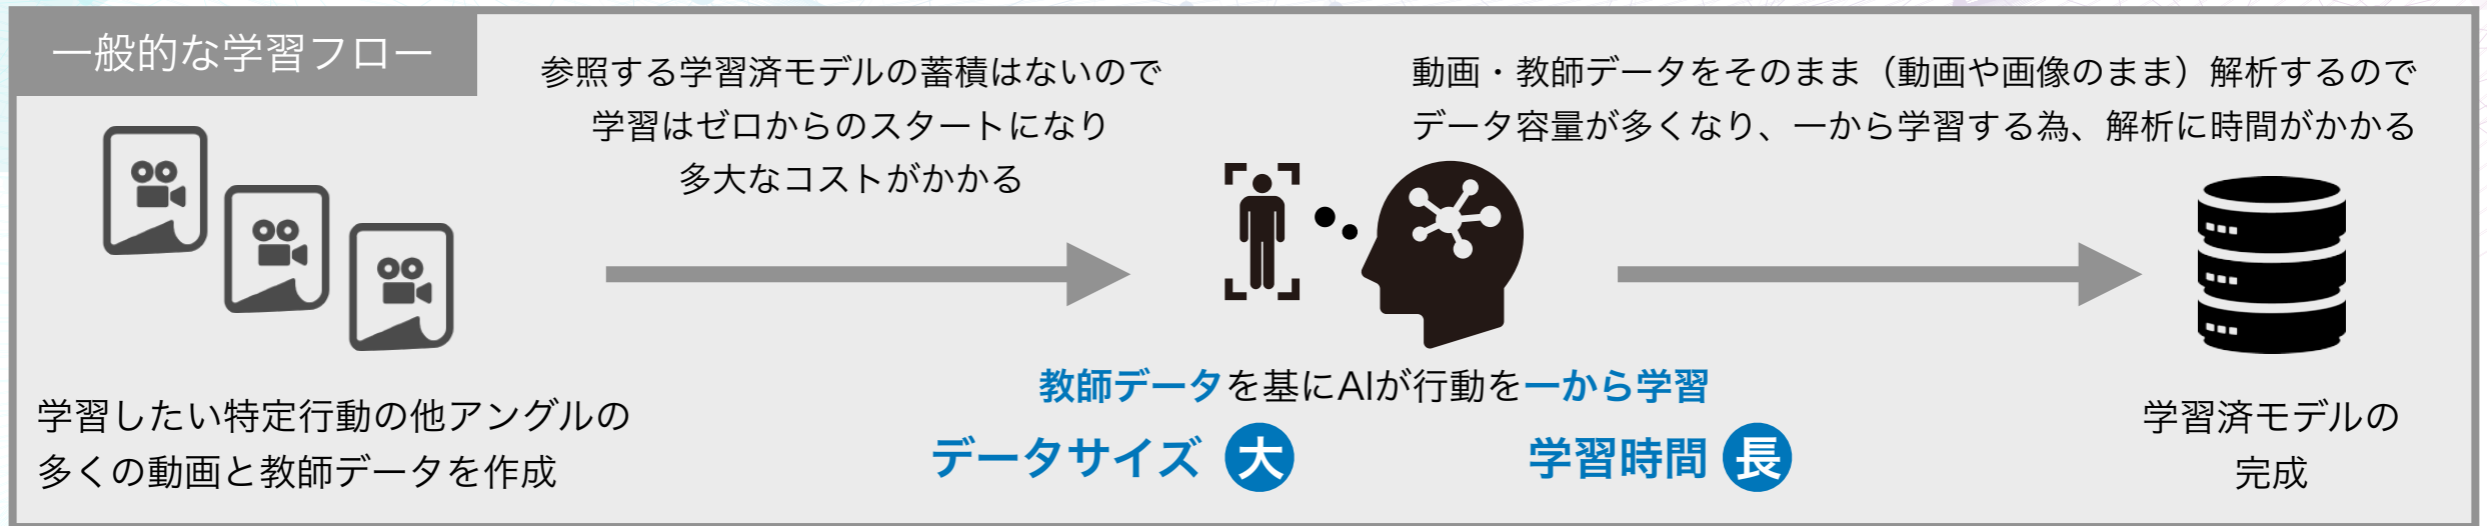 一般的な学習フロー
参照する学習済モデルの蓄積はないので
学習はゼロからのスタートになり
多大なコストがかかる
動画・教師データをそのまま（動画や画像のまま）解析するので
データ容量が多くなり、一から学習する為、解析に時間がかかる
学習したい特定行動の他アングルの
多くの動画と教師データを作成
教師データを基にAIが行動を一から学習
データサイズ 大
学習時間 長
学習済モデルの
完成